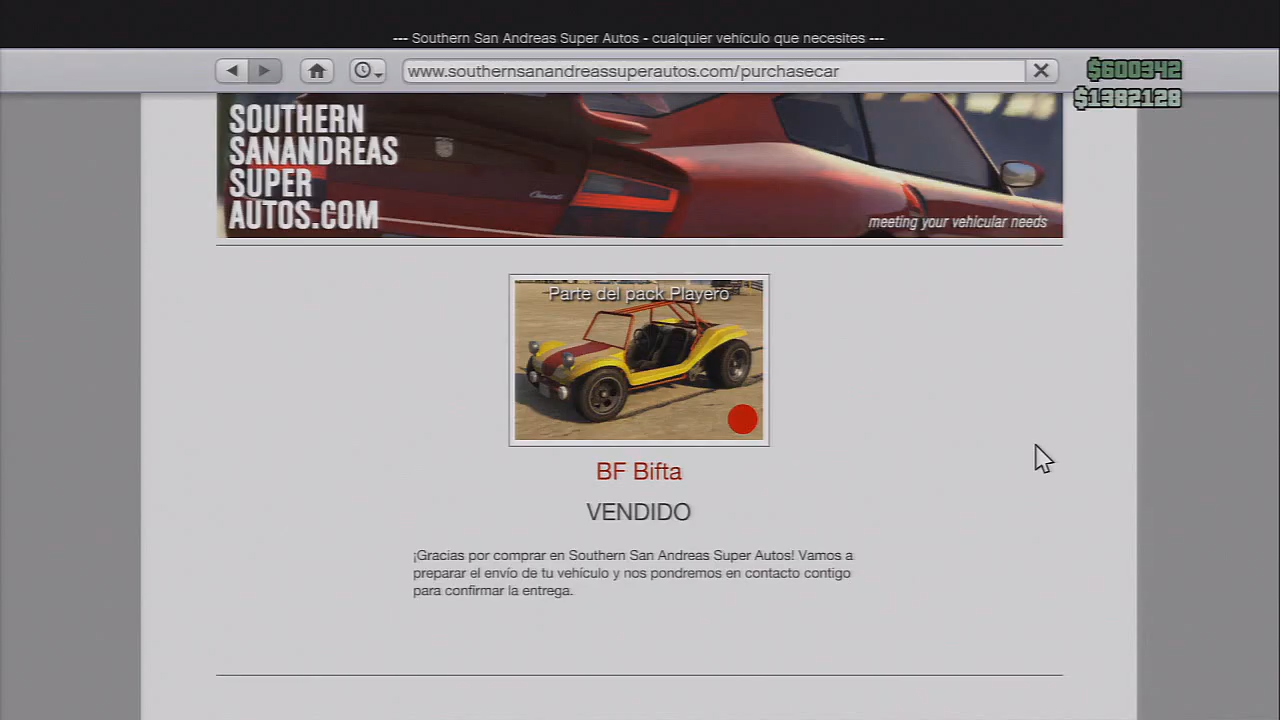 --- Southern San Andreas Super Autos - cualquier vehículo que necesites ---
www.southernsanandreassuperautos.com/purchasecar
$600342
$1382128
SOUTHERN
SANANDREAS
SUPER
AUTOS.COM
meeting your vehicular needs
Parte del pack Playero
BF Bifta
VENDIDO
¡Gracias por comprar en Southern San Andreas Super Autos! Vamos a
preparar el envío de tu vehículo y nos pondremos en contacto contigo
para confirmar la entrega.